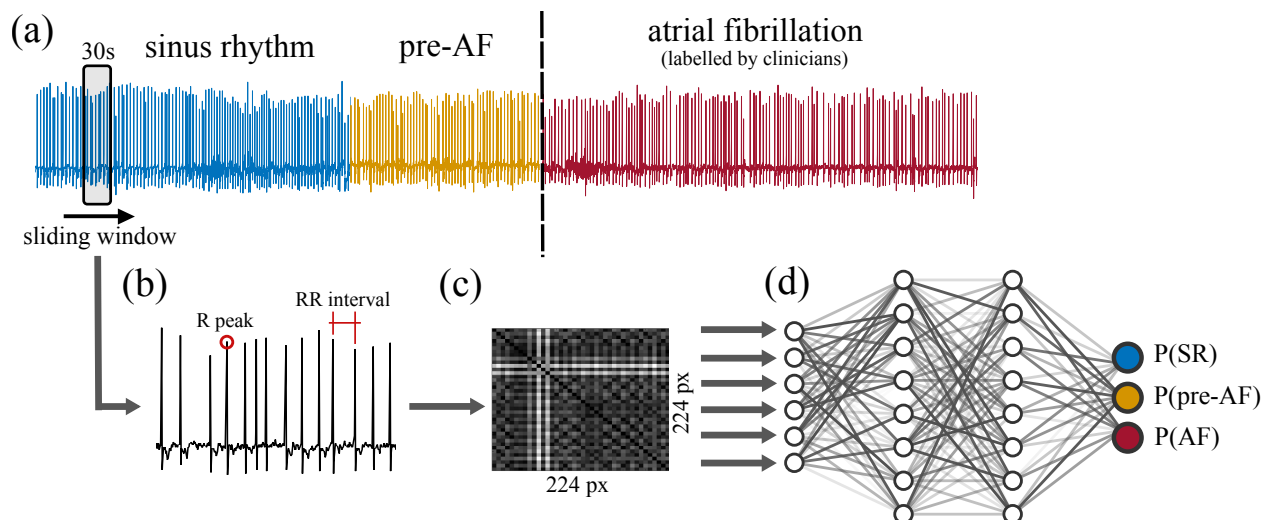 (a)
30s
sinus rhythm
pre-AF
atrial fibrillation
(labelled by clinicians)
sliding window
(b)
R peak
RR interval
(c)
224 px
224 px
(d)
P(SR)
P(pre-AF)
P(AF)